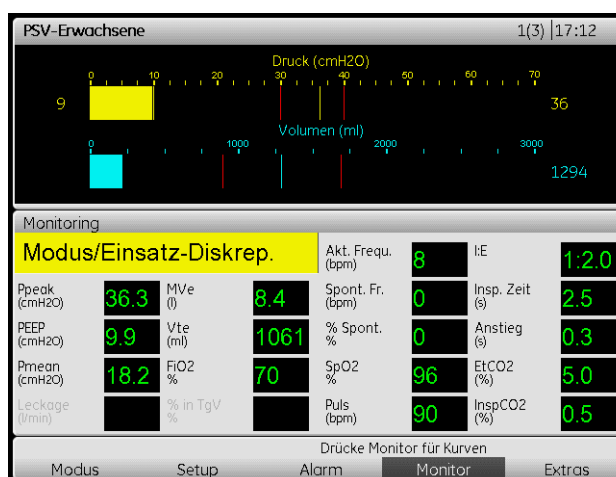 PSV-Erwachsene 1(3) 17:12
Druck (cmH2O)
0 10 20 30 40 50 60 70
9 36
Volumen (ml)
0 1000 2000 3000
1294
Monitoring
Modus/Einsatz-Diskrep. Akt. Frequ. (bpm) 8 I:E 1:2.0
Ppeak (cmH2O) 36.3 MVe (l) 8.4 Spont. Fr. (bpm) 0 Insp. Zeit (s) 2.5
PEEP (cmH2O) 9.9 Vte (ml) 1061 % Spont. % 0 Anstieg (s) 0.3
Pmean (cmH2O) 18.2 FiO2 % 70 SpO2 % 96 EtCO2 (%) 5.0
Leckage (l/min) % in TgV % Puls (bpm) 90 InspCO2 (%) 0.5
Drücke Monitor für Kurven
Modus Setup Alarm Monitor Extras